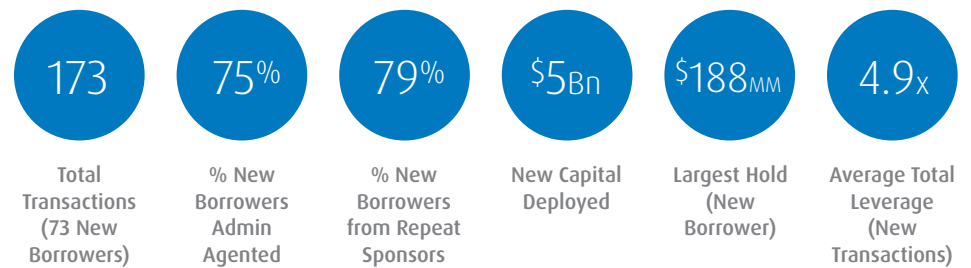 173
Total
Transactions
(73 New
Borrowers)
75%
% New
Borrowers
Admin
Agented
79%
% New
Borrowers
from Repeat
Sponsors
$5Bn
New Capital
Deployed
$188MM
Largest Hold
(New
Borrower)
4.9x
Average Total
Leverage
(New
Transactions)